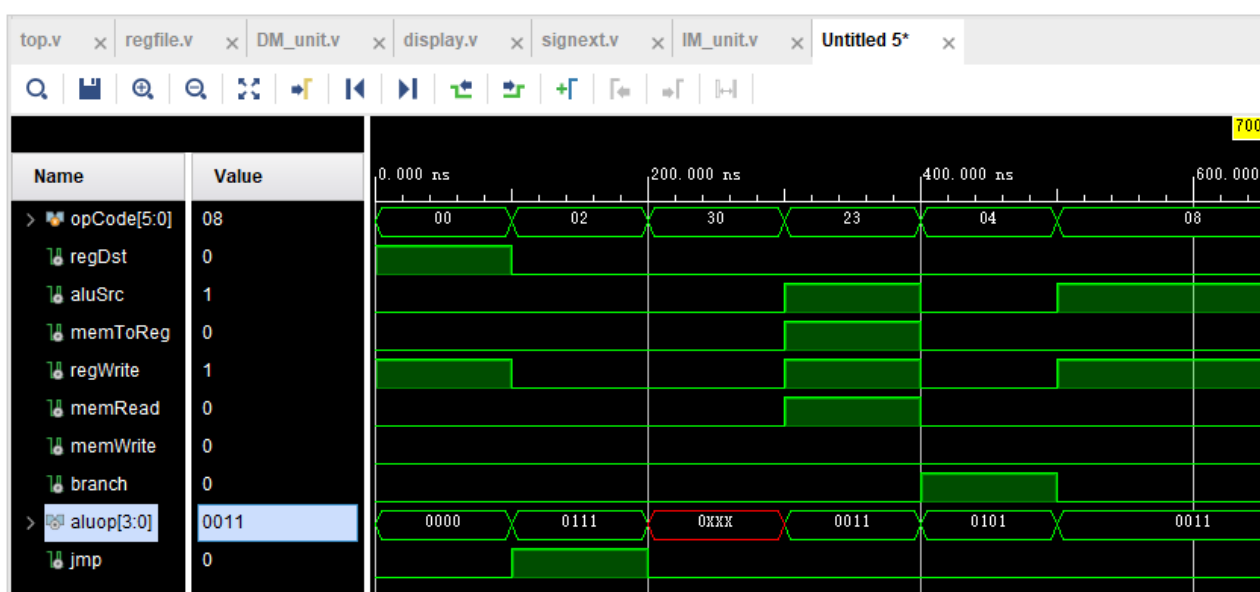 top.v × regfile.v × DM_unit.v × display.v × signext.v × IM_unit.v × Untitled 5* ×
700
Name Value 0.000 ns 200.000 ns 400.000 ns 600.000
opCode[5:0] 08 00 02 30 23 04 08
regDst 0
aluSrc 1
memToReg 0
regWrite 1
memRead 0
memWrite 0
branch 0
aluop[3:0] 0011 0000 0111 0XXX 0011 0101 0011
jmp 0